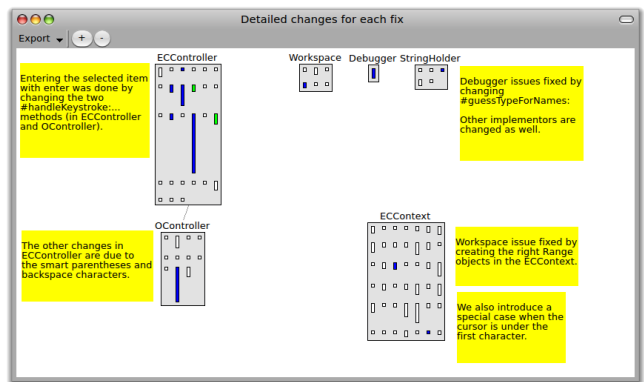 Detailed changes for each fix
Export
+
-
ECController
Workspace
Debugger
StringHolder
Entering the selected item
with enter was done by
changing the two
#handleKeystroke:...
methods (in ECController
and OController).
Debugger issues fixed by
changing
#guessTypeForNames:
Other implementors are
changed as well.
OController
ECContext
The other changes in
ECController are due to
the smart parentheses and
backspace characters.
Workspace issue fixed by
creating the right Range
objects in the ECContext.
We also introduce a
special case when the
cursor is under the
first character.